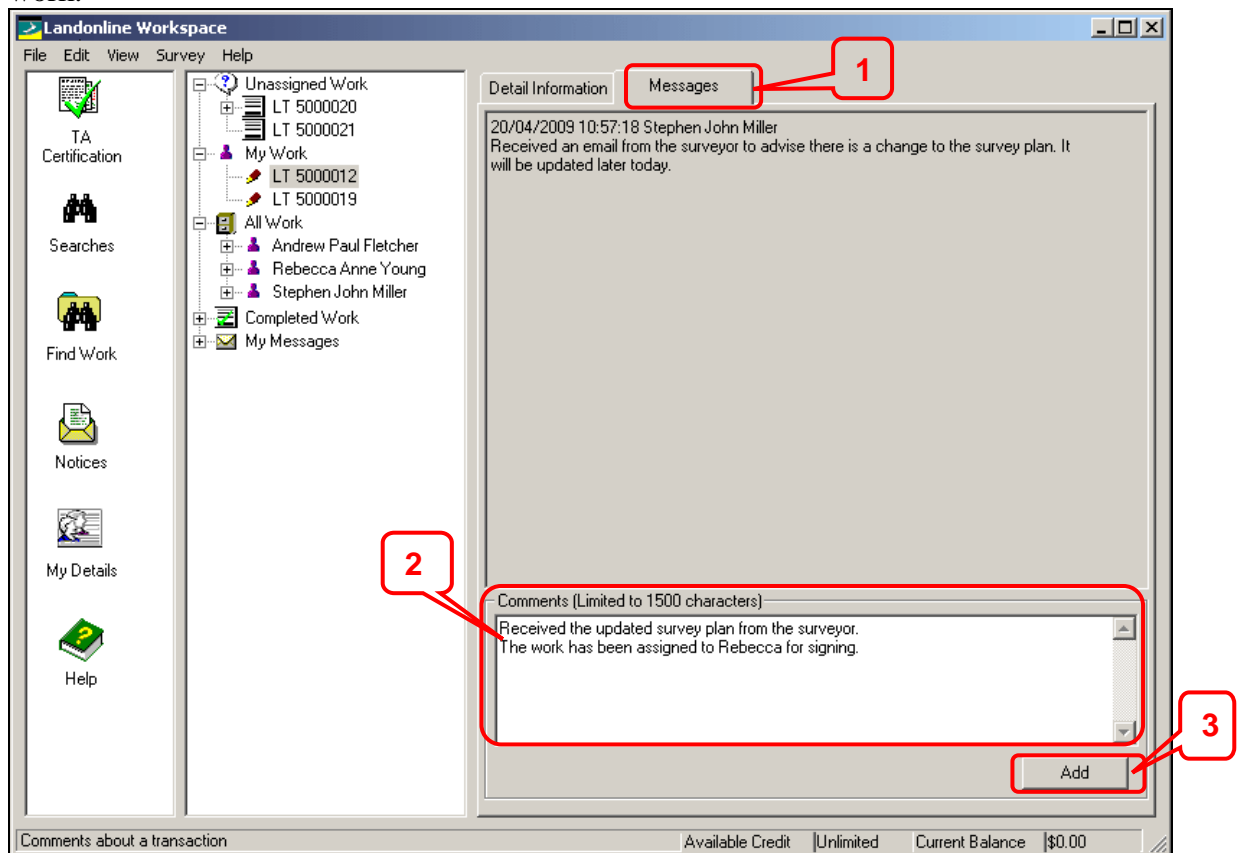 work.
Landonline Workspace
File Edit View Survey Help
TA
Certification
Searches
Find Work
Notices
My Details
Help
Unassigned Work
LT 5000020
LT 5000021
My Work
LT 5000012
LT 5000019
All Work
Andrew Paul Fletcher
Rebecca Anne Young
Stephen John Miller
Completed Work
My Messages
Detail Information Messages
1
20/04/2009 10:57:18 Stephen John Miller
Received an email from the surveyor to advise there is a change to the survey plan. It
will be updated later today.
2
Comments (Limited to 1500 characters)
Received the updated survey plan from the surveyor.
The work has been assigned to Rebecca for signing.
3
Add
Comments about a transaction Available Credit Unlimited Current Balance $0.00